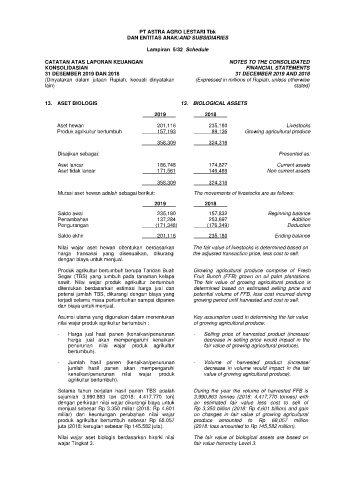 PT ASTRA AGRO LESTARI Tbk
DAN ENTITAS ANAK/AND SUBSIDIARIES
Lampiran 5/32 Schedule
CATATAN ATAS LAPORAN KEUANGAN
KONSOLIDASIAN
31 DESEMBER 2019 DAN 2018
(Dinyatakan dalam jutaan Rupiah, kecuali dinyatakan
lain)
NOTES TO THE CONSOLIDATED
FINANCIAL STATEMENTS
31 DECEMBER 2019 AND 2018
(Expressed in millions of Rupiah, unless otherwise
stated)
12. ASET BIOLOGIS
12. BIOLOGICAL ASSETS
2019 2018
Aset hewan 201,116 235,180 Livestocks
Produk agrikultur bertumbuh 157,193 89,136 Growing agricultural produce
358,309 324,316
Disajikan sebagai: Presented as:
Aset lancar 186,748 174,827 Current assets
Aset tidak lancar 171,561 149,489 Non current assets
358,309 324,316
Mutasi aset hewan adalah sebagai berikut:
The movements of livestocks are as follows:
2019 2018
Saldo awal 235,180 Beginning balance
Penambahan 137,284 Addition
Pengurangan (171,348) Deduction
Saldo akhir 201,116 235,180 Ending balance
Nilai wajar aset hewan ditentukan berdasarkan
harga transaksi yang disesuaikan, dikurangi
dengan biaya untuk menjual.
The fair value of livestocks is determined based on
the adjusted transaction price, less cost to sell.
Produk agrikultur bertumbuh berupa Tandan Buah
Segar (TBS) yang tumbuh pada tanaman kelapa
sawit. Nilai wajar produk agrikultur bertumbuh
ditentukan berdasarkan estimasi harga jual dan
potensi jumlah TBS, dikurangi dengan biaya yang
terjadi selama masa pertumbuhan sampai dipanen
dan biaya untuk menjual.
Growing agricultural produce comprise of Fresh
Fruit Bunch (FFB) grown on oil palm plantations.
The fair value of growing agricultural produce is
determined based on estimated selling price and
potential volume of FFB, less cost incurred during
growing period until harvested and cost to sell.
Asumsi utama yang digunakan dalam menentukan
nilai wajar produk agrikultur bertumbuh :
Key assumption used in determining the fair value
of growing agricultural produce:
- Harga jual hasil panen (kenaikan/penurunan
harga jual akan mempengaruhi kenaikan/
penurunan nilai wajar produk agrikultur
bertumbuh).
- Selling price of harvested product (increase/
decrease in selling price would impact in the
fair value of growing agricultural produce).
- Jumlah hasil panen (kenaikan/penurunan
jumlah hasil panen akan mempengaruhi
kenaikan/penurunan nilai wajar produk
agrikultur bertumbuh).
- Volume of harvested product (increase/
decrease in volume would impact in the fair
value of growing agricultural produce).
Selama tahun berjalan hasil panen TBS adalah
sejumlah 3.990.863 ton (2018: 4.417.770 ton)
dengan perkiraan nilai wajar dikurangi biaya untuk
menjual sebesar Rp 3.350 miliar (2018: Rp 4.601
miliar) dan keuntungan perubahan nilai wajar
produk agrikultur bertumbuh sebesar Rp 68.057
juta (2018: kerugian sebesar Rp 145.582 juta).
During the year the volume of harvested FFB is
3,990,863 tonnes (2018: 4,417,770 tonnes) with
an estimated fair value less cost to sell of
Rp 3,350 billion (2018: Rp 4,601 billion) and gain
on changes in fair value of growing agricultural
produce amounted to Rp 68,057 million
(2018: loss amounted to Rp 145,582 million).
Nilai wajar aset biologis berdasarkan hirarki nilai
wajar Tingkat 3.
The fair value of biological assets are based on
fair value hierarchy Level 3.